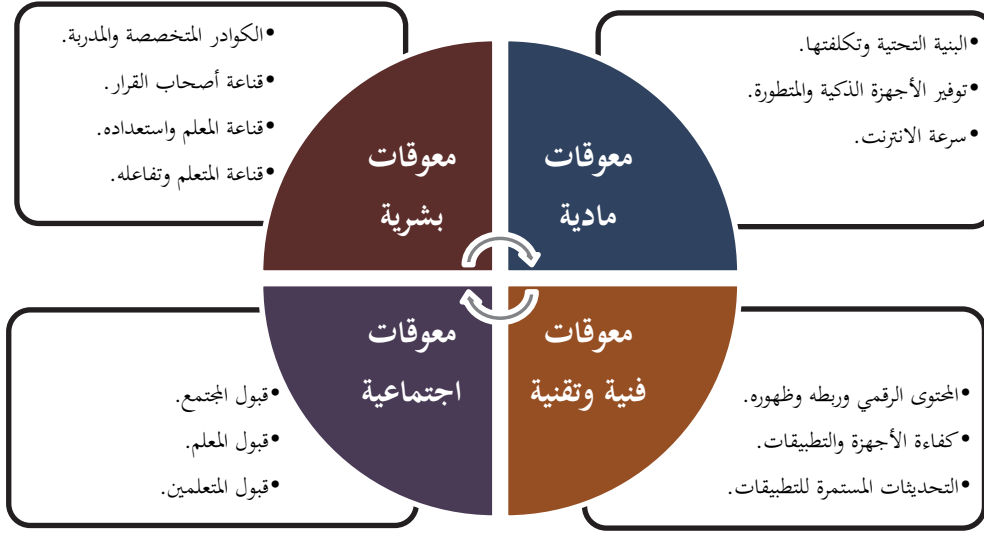 •البنية التحتية وتكلفتها.
•توفير الأجهزة الذكية والمتطورة.
•سرعة الانترنت.
معوقات
مادية
•الكوادر المتخصصة والمدربة.
•قناعة أصحاب القرار.
•قناعة المعلم واستعداده.
•قناعة المتعلم وتفاعله.
معوقات
بشرية
•المحتوى الرقمي وربطه وظهوره.
•كفاءة الأجهزة والتطبيقات.
•التحديثات المستمرة للتطبيقات.
معوقات
فنية وتقنية
•قبول المجتمع.
•قبول المعلم.
•قبول المتعلمين.
معوقات
اجتماعية